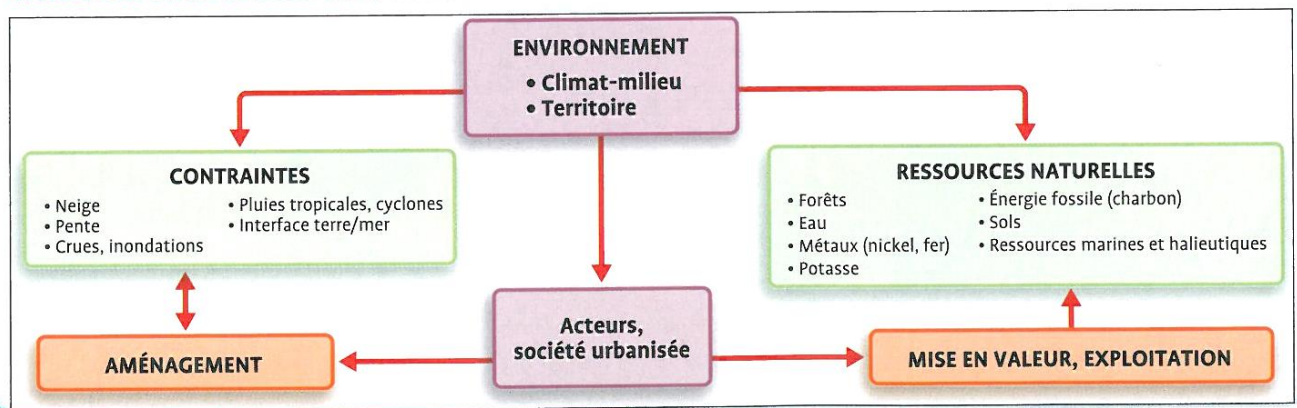 ENVIRONNEMENT
• Climat-milieu
• Territoire
CONTRAINTES
• Neige
• Pente
• Crues, inondations
• Pluies tropicales, cyclones
• Interface terre/mer
RESSOURCES NATURELLES
• Forêts
• Eau
• Métaux (nickel, fer)
• Potasse
• Énergie fossile (charbon)
• Sols
• Ressources marines et halieutiques
AMÉNAGEMENT
Acteurs,
société urbanisée
MISE EN VALEUR, EXPLOITATION